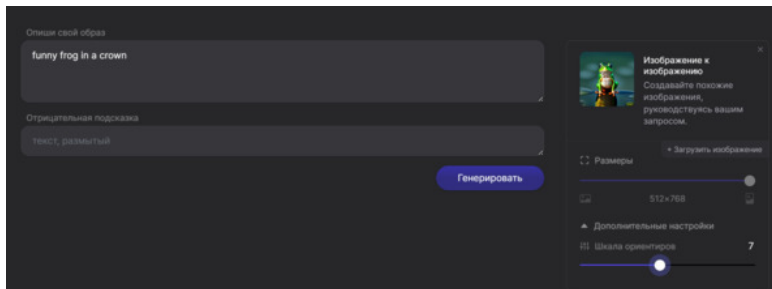 Опиши свой образ
funny frog in a crown
Отрицательная подсказка
текст, размытый
Генерировать
Изображение к
изображению
Создавайте похожие
изображения,
руководствуясь вашим
запросом.
+ Загрузить изображение
Размеры
512×768
Дополнительные настройки
Шкала ориентиров 7